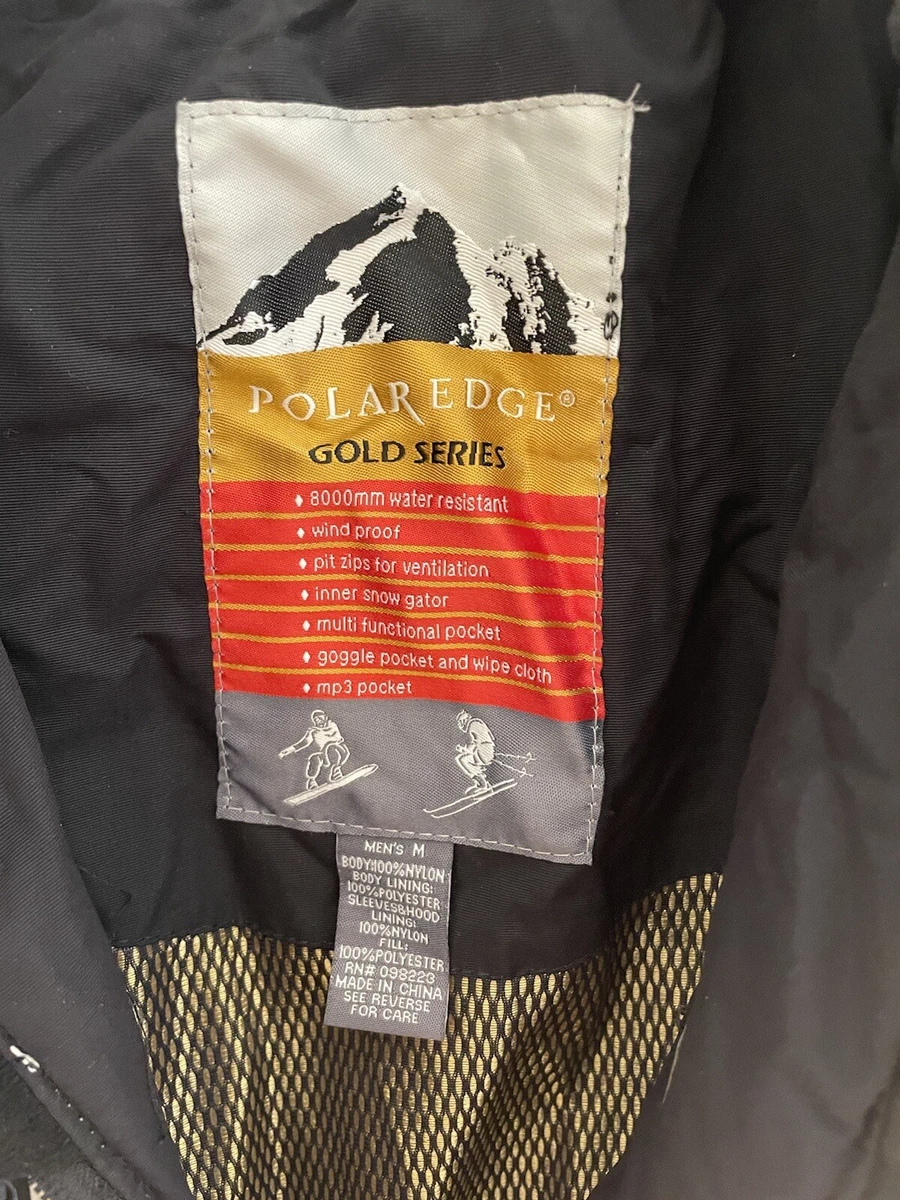 POLAR EDGE®
GOLD SERIES
♦ 8000mm water resistant
♦ wind proof
♦ pit zips for ventilation
♦ inner snow gator
♦ multi functional pocket
♦ goggle pocket and wipe cloth
♦ mp3 pocket
MEN'S M
BODY:100%NYLON
BODY LINING:
100%POLYESTER
SLEEVES&HOOD
LINING:
100%NYLON
FILL:
100%POLYESTER
RN# 098223
MADE IN CHINA
SEE REVERSE
FOR CARE